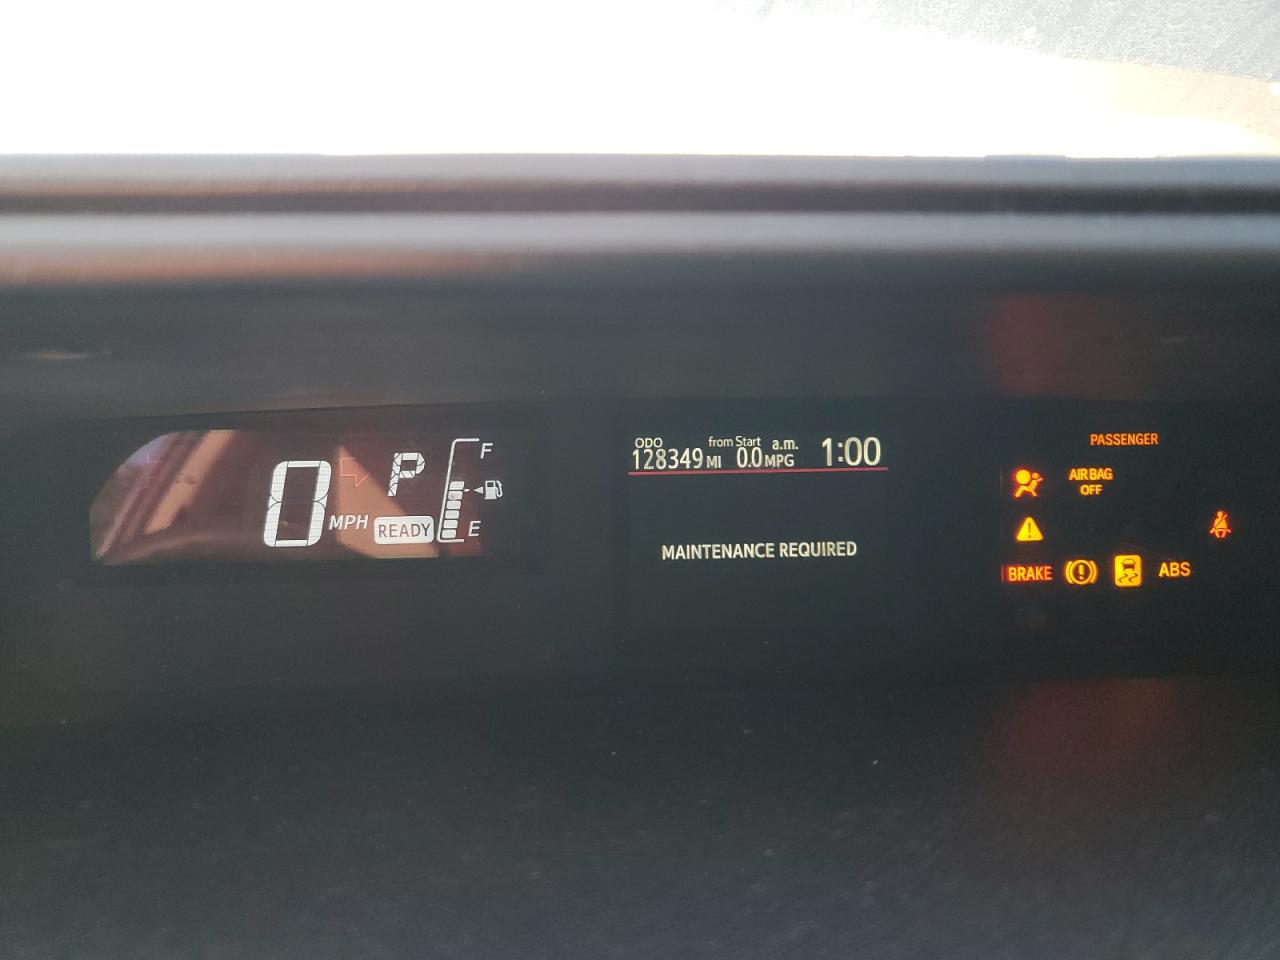 0 MPH
P
READY
F
E
ODO from Start a.m.
128349 MI 0.0 MPG 1:00
MAINTENANCE REQUIRED
PASSENGER
AIR BAG
OFF
BRAKE ABS